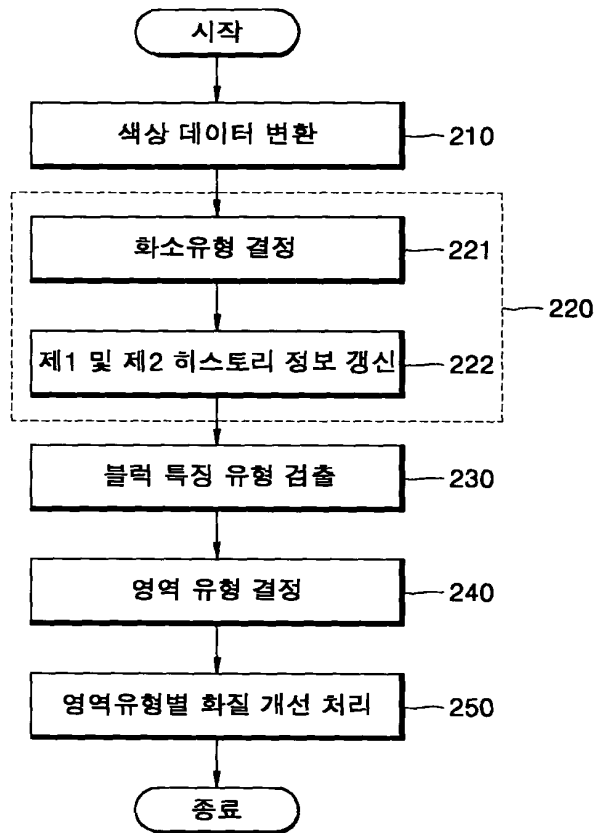 시작
색상 데이터 변환
210
화소유형 결정
221
220
제1 및 제2 히스토리 정보 갱신
222
블럭 특징 유형 검출
230
영역 유형 결정
240
영역유형별 화질 개선 처리
250
종료